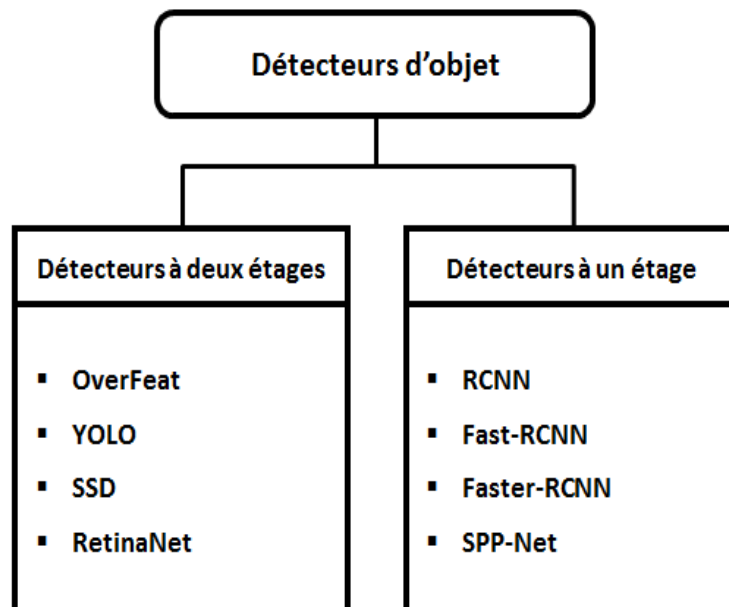 Détecteurs d’objet
Détecteurs à deux étages
▪ OverFeat
▪ YOLO
▪ SSD
▪ RetinaNet
Détecteurs à un étage
▪ RCNN
▪ Fast-RCNN
▪ Faster-RCNN
▪ SPP-Net